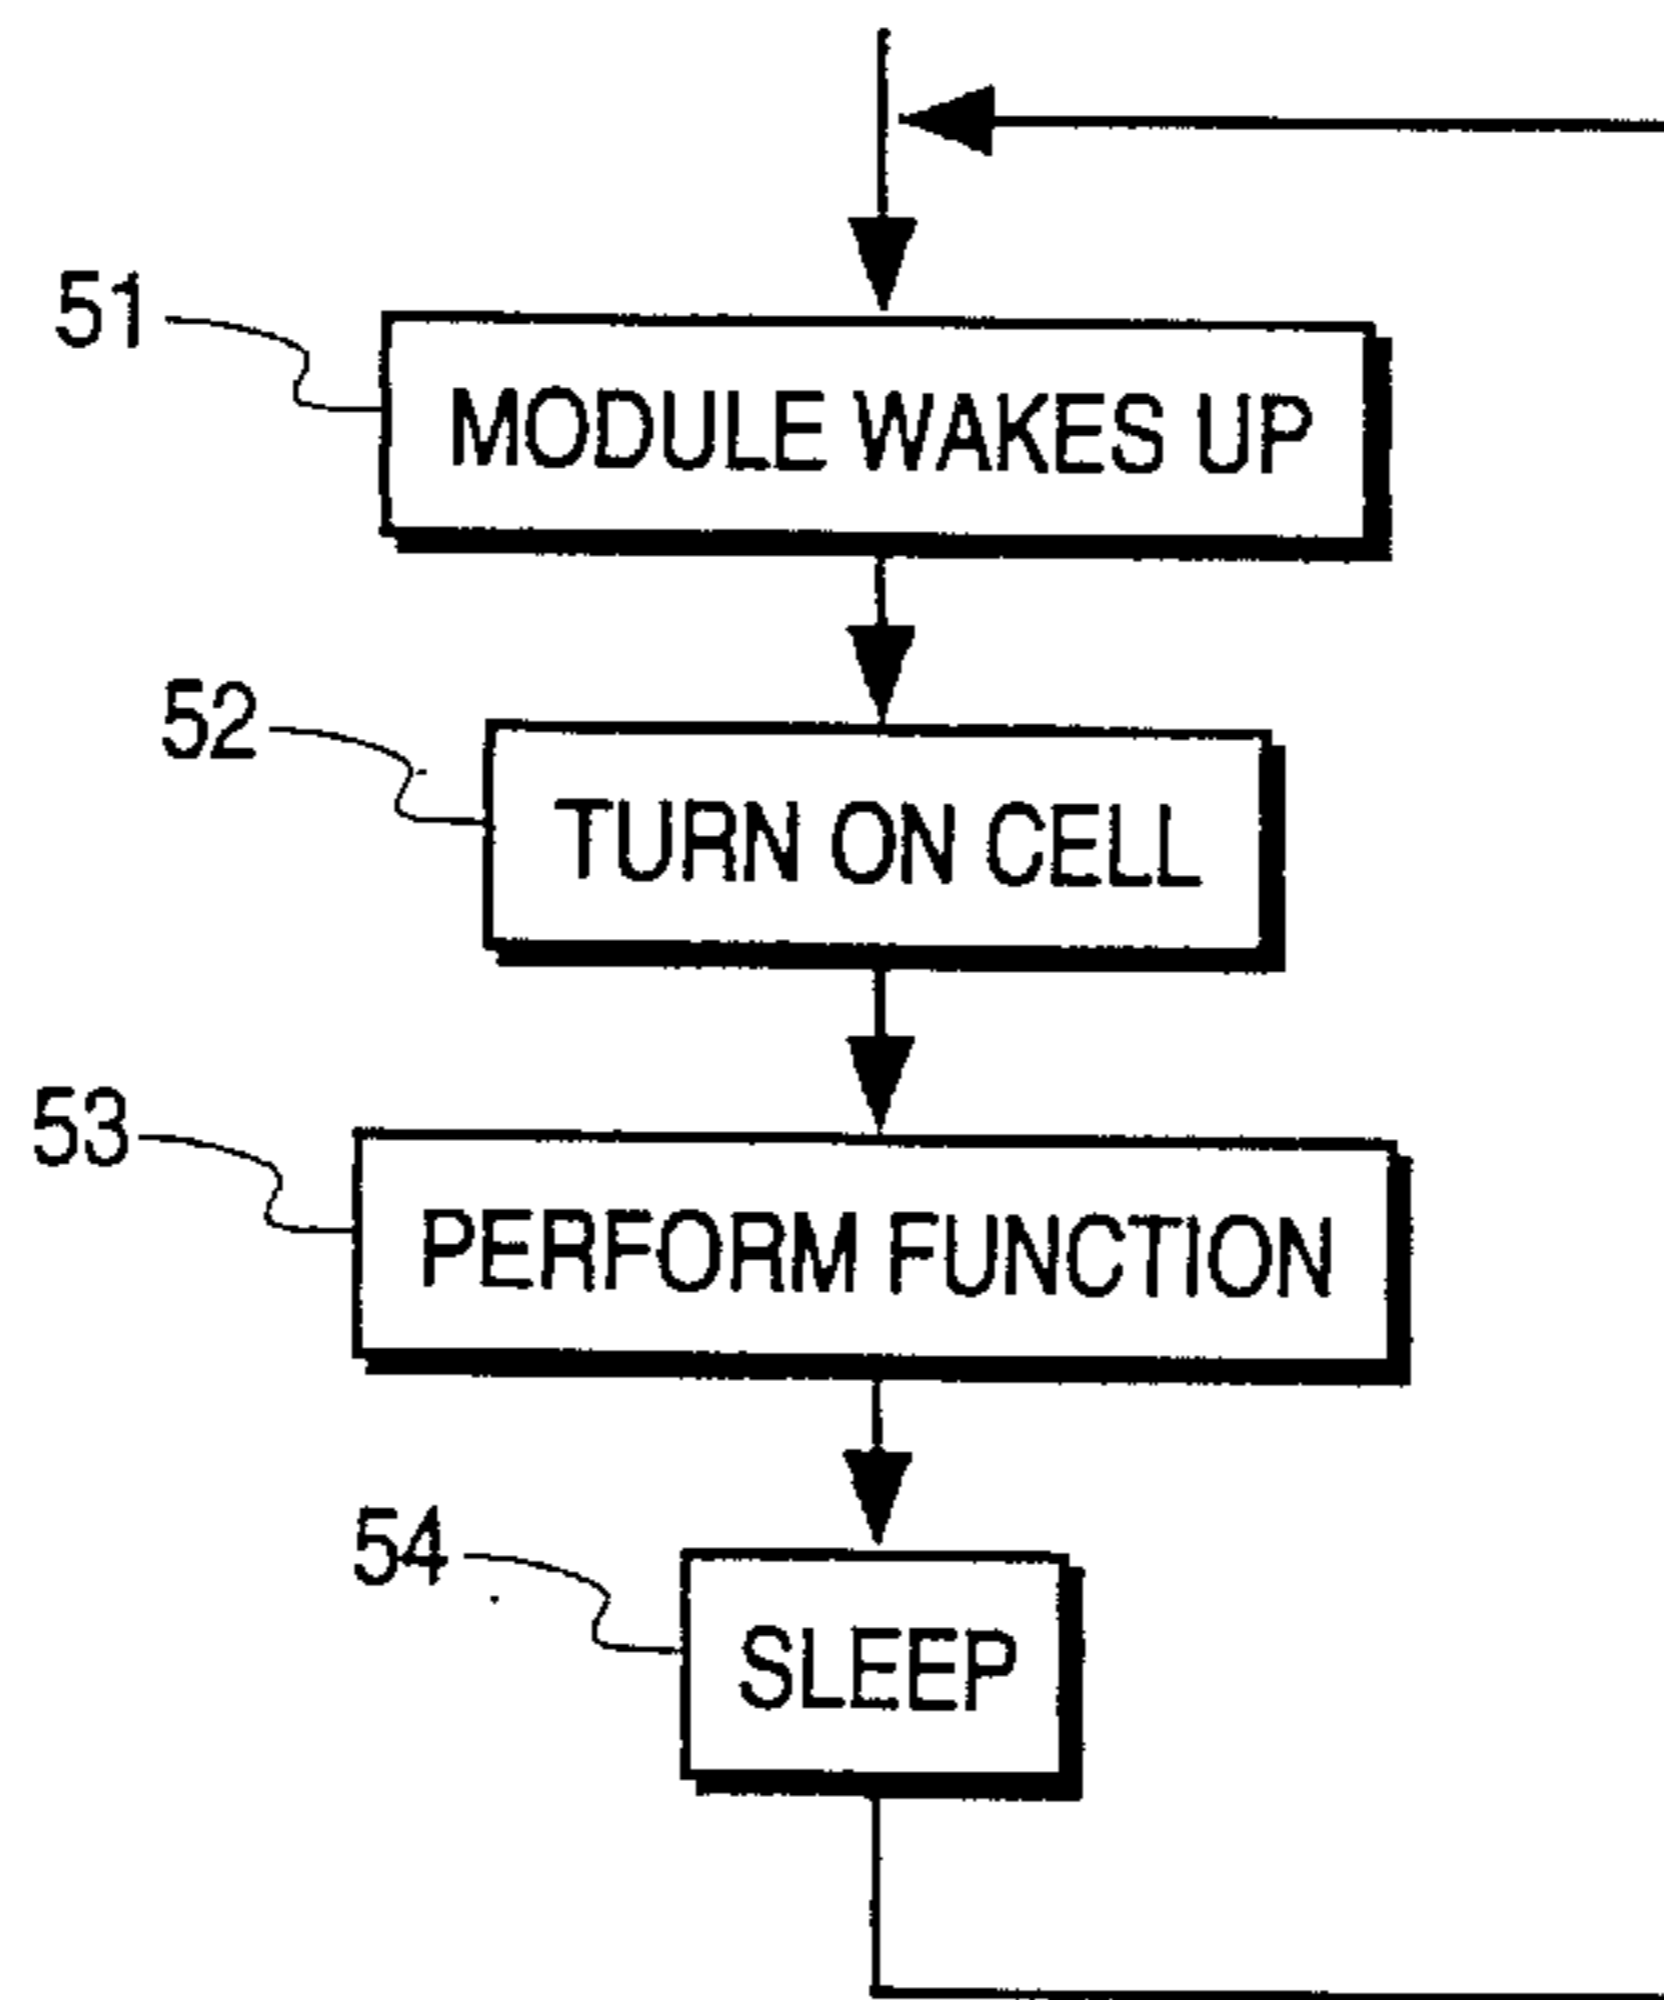 51
MODULE WAKES UP
52
TURN ON CELL
53
PERFORM FUNCTION
54
SLEEP